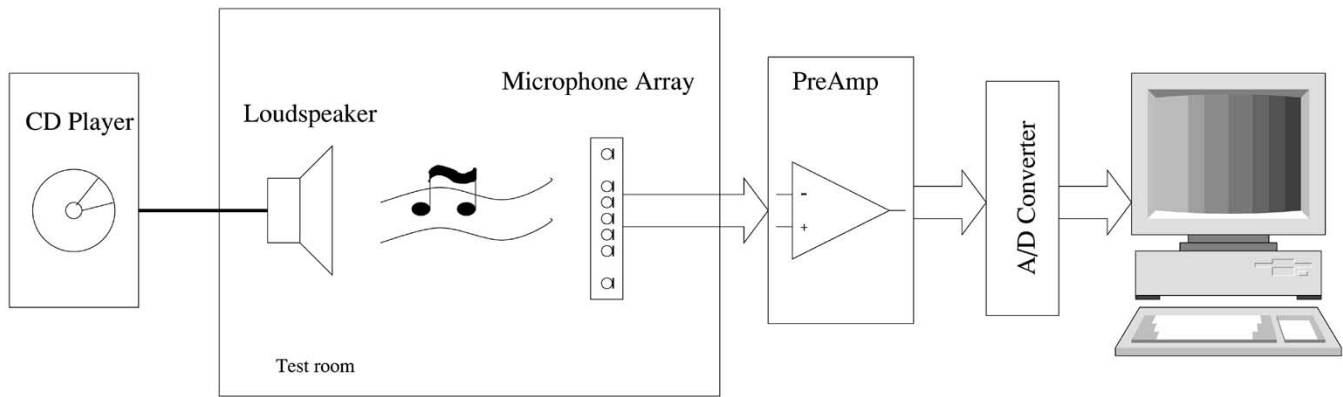 CD Player
Loudspeaker
Microphone Array
PreAmp
-
+
A/D Converter
Test room